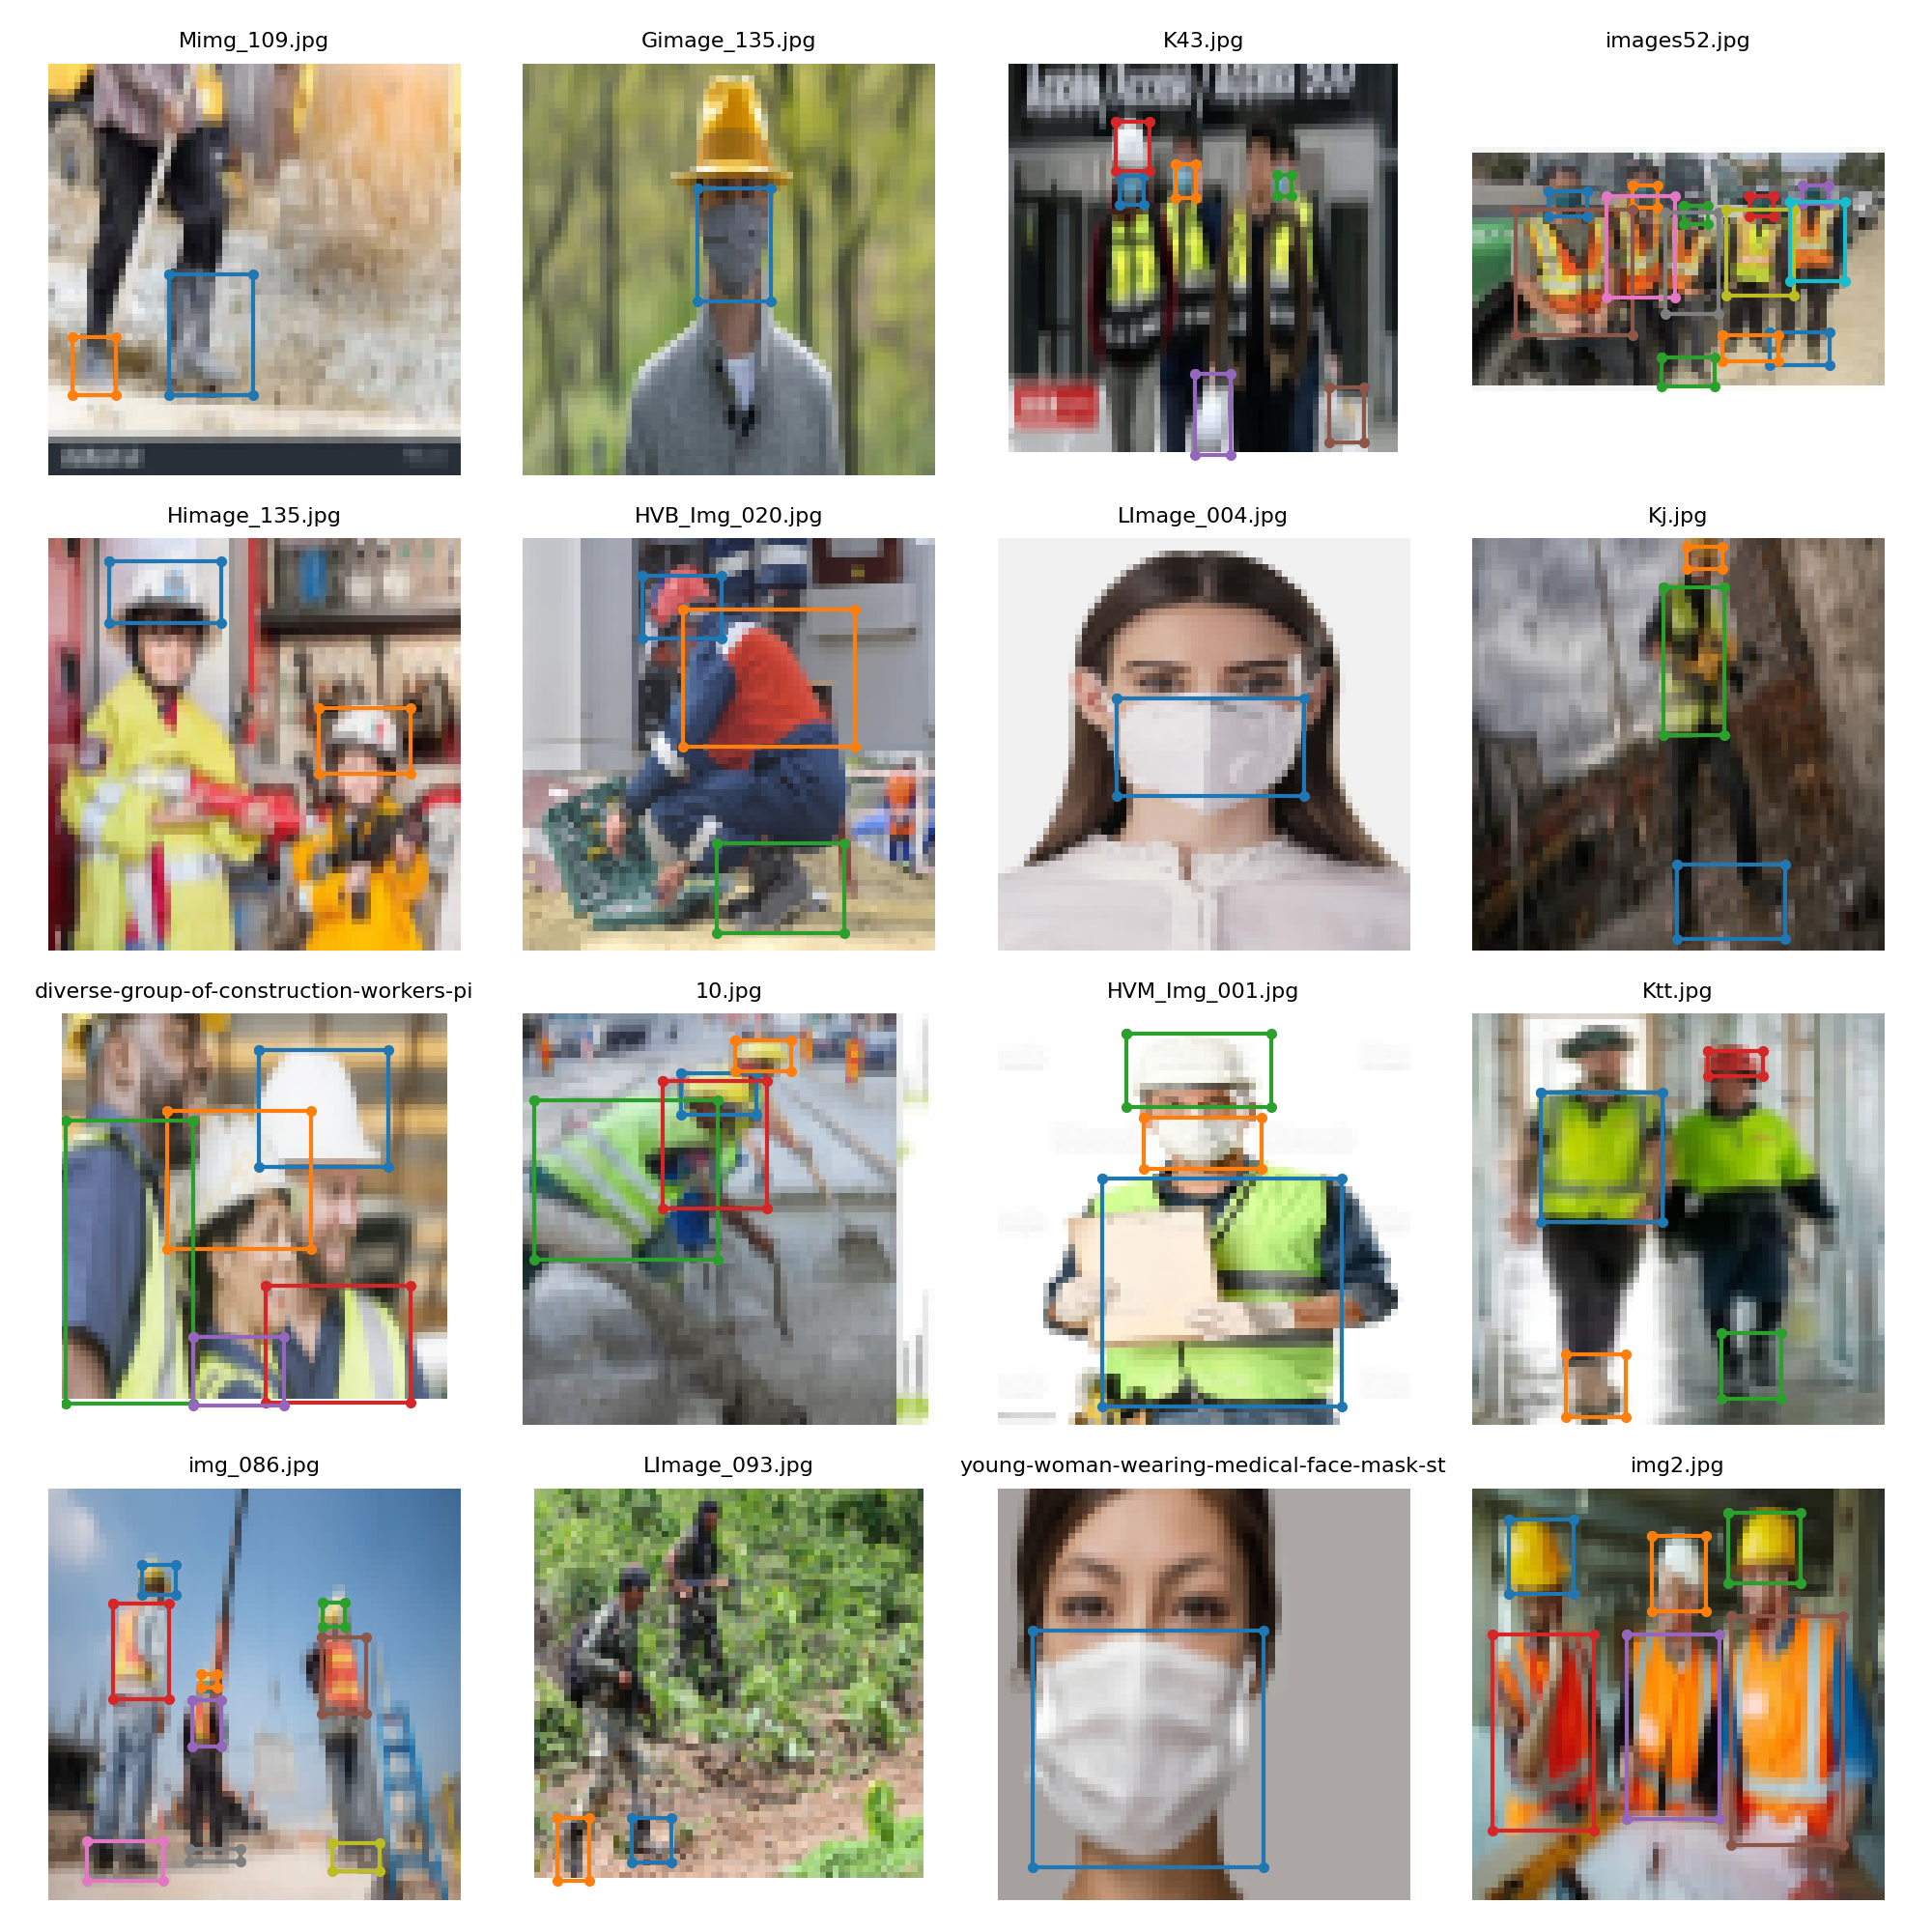 Mimg_109.jpg
Gimage_135.jpg
K43.jpg
images52.jpg
Himage_135.jpg
HVB_Img_020.jpg
LImage_004.jpg
Kj.jpg
diverse-group-of-construction-workers-pi
10.jpg
HVM_Img_001.jpg
Ktt.jpg
img_086.jpg
LImage_093.jpg
young-woman-wearing-medical-face-mask-st
img2.jpg